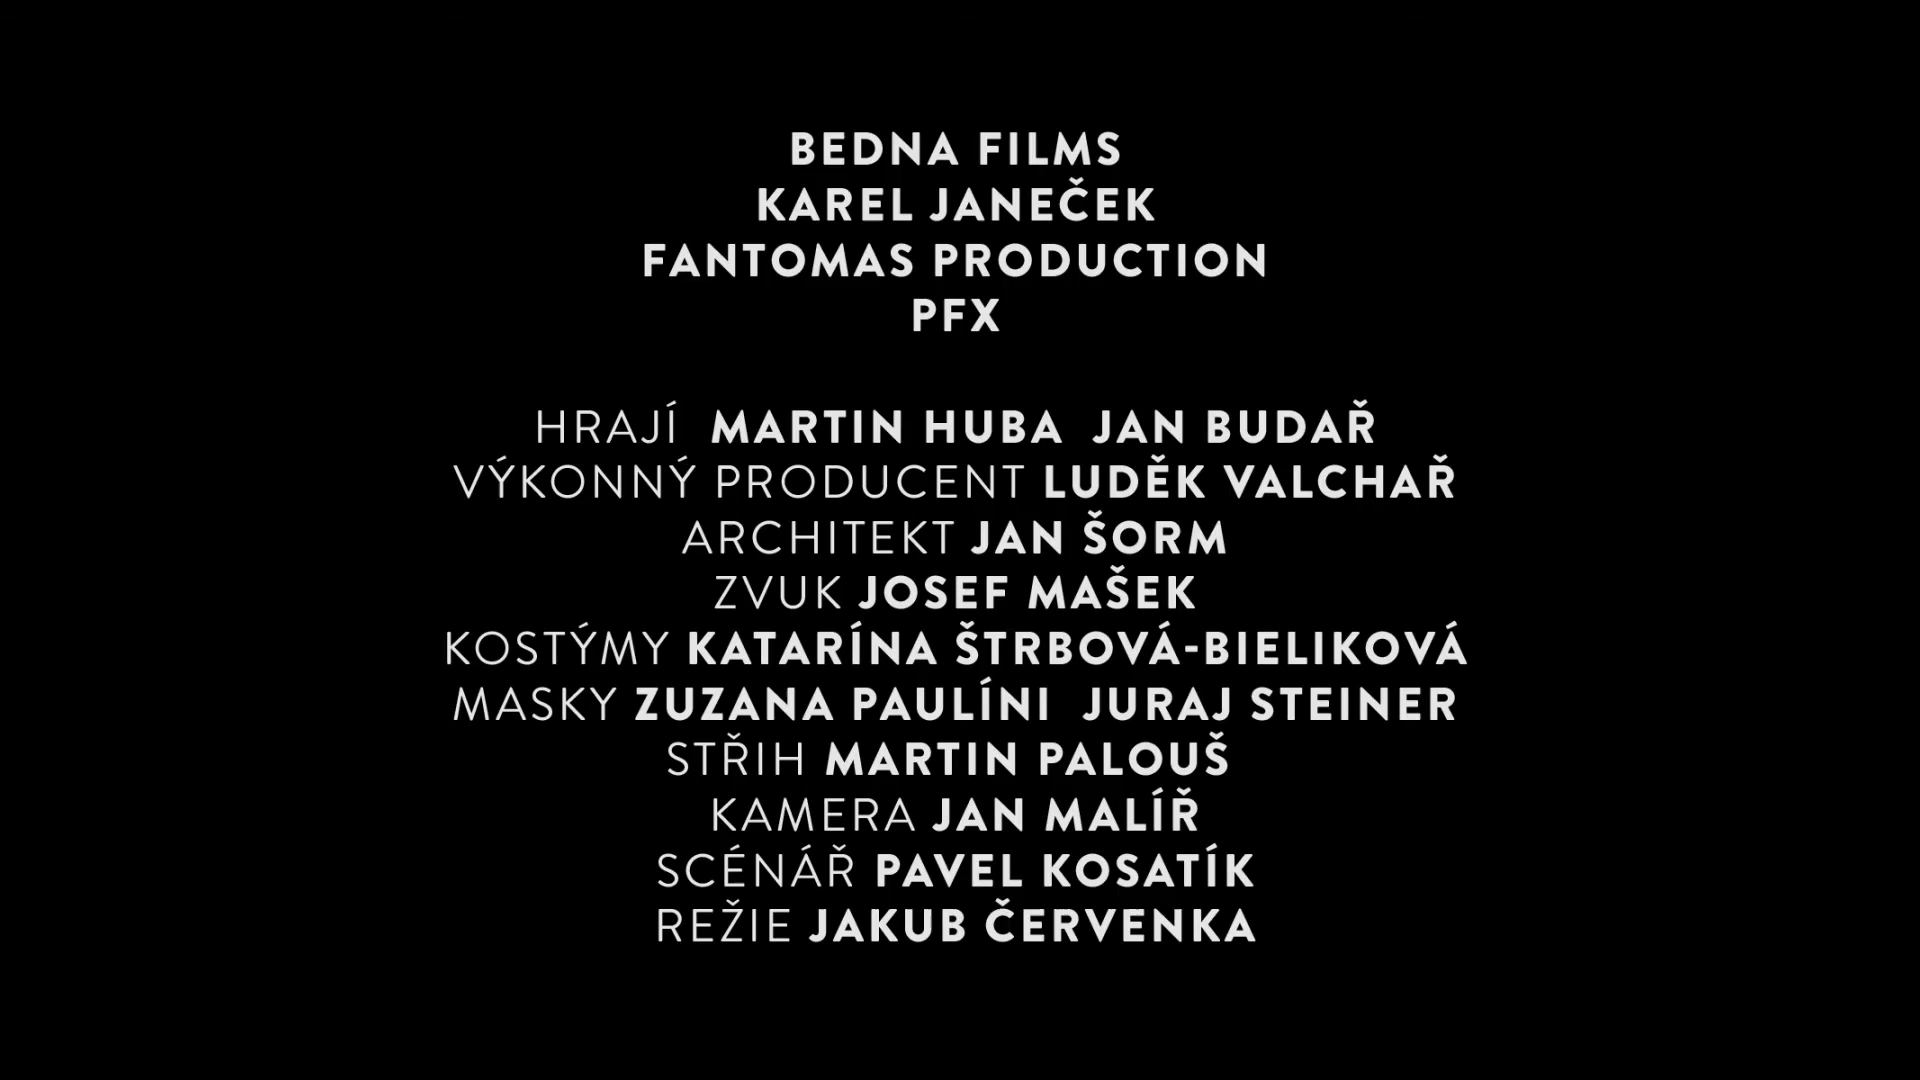 BEDNA FILMS
KAREL JANEČEK
FANTOMAS PRODUCTION
PFX
HRAJÍ MARTIN HUBA JAN BUDAŘ
VÝKONNÝ PRODUCENT LUDĚK VALCHAŘ
ARCHITEKT JAN ŠORM
ZVUK JOSEF MAŠEK
KOSTÝMY KATARÍNA ŠTRBOVÁ-BIELIKOVÁ
MASKY ZUZANA PAULÍNI JURAJ STEINER
STŘIH MARTIN PALOUŠ
KAMERA JAN MALÍŘ
SCÉNÁŘ PAVEL KOSATÍK
REŽIE JAKUB ČERVENKA